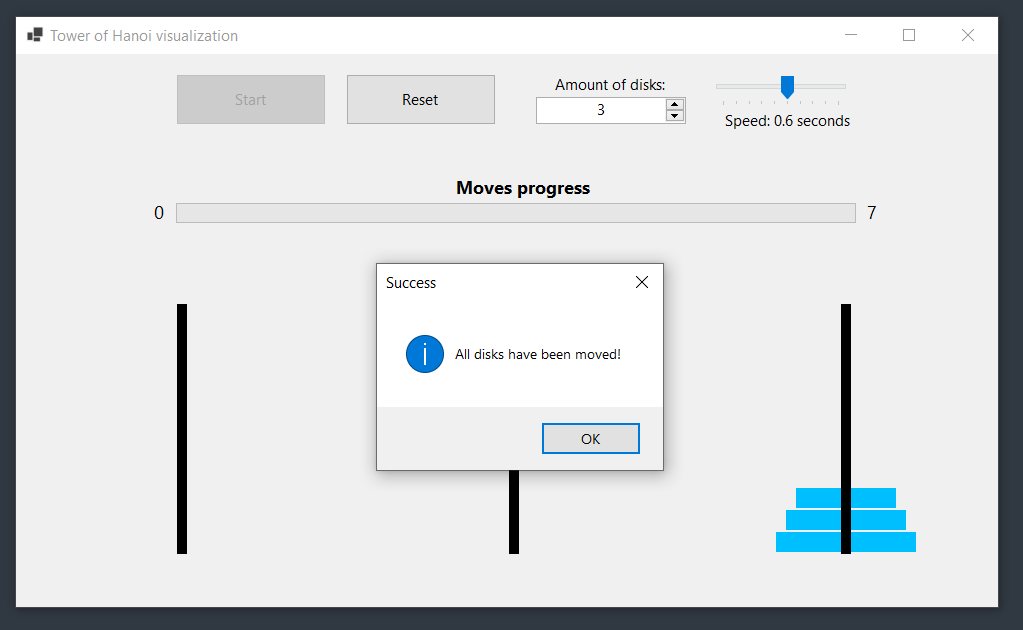 Tower of Hanoi visualization
Start
Reset
Amount of disks:
3
Speed: 0.6 seconds
Moves progress
0
7
Success
All disks have been moved!
OK